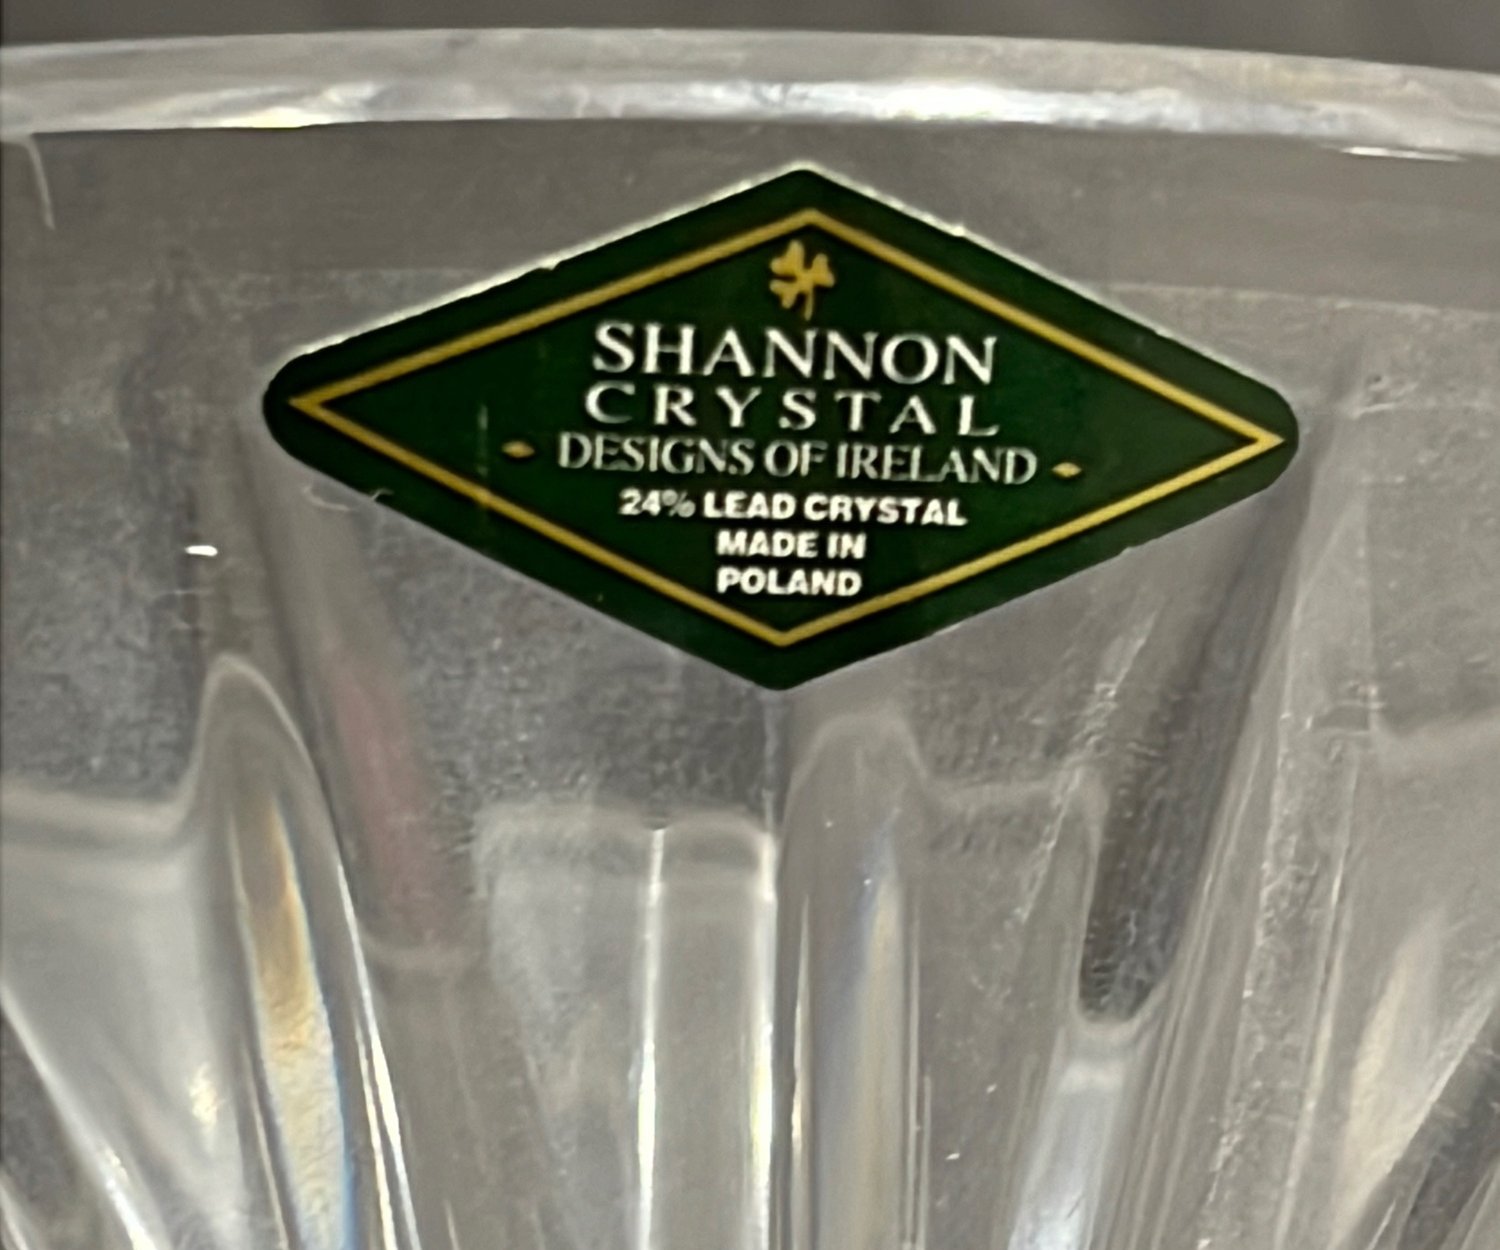 SHANNON
CRYSTAL
DESIGNS OF IRELAND
24% LEAD CRYSTAL
MADE IN
POLAND